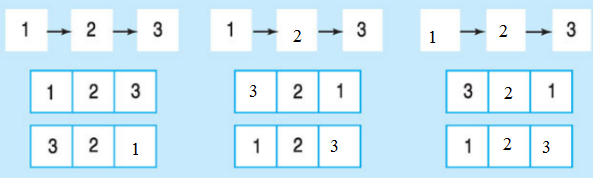 1 → 2 → 3 1 → 2 → 3 1 → 2 → 3
1 2 3 3 2 1 3 2 1
3 2 1 1 2 3 1 2 3